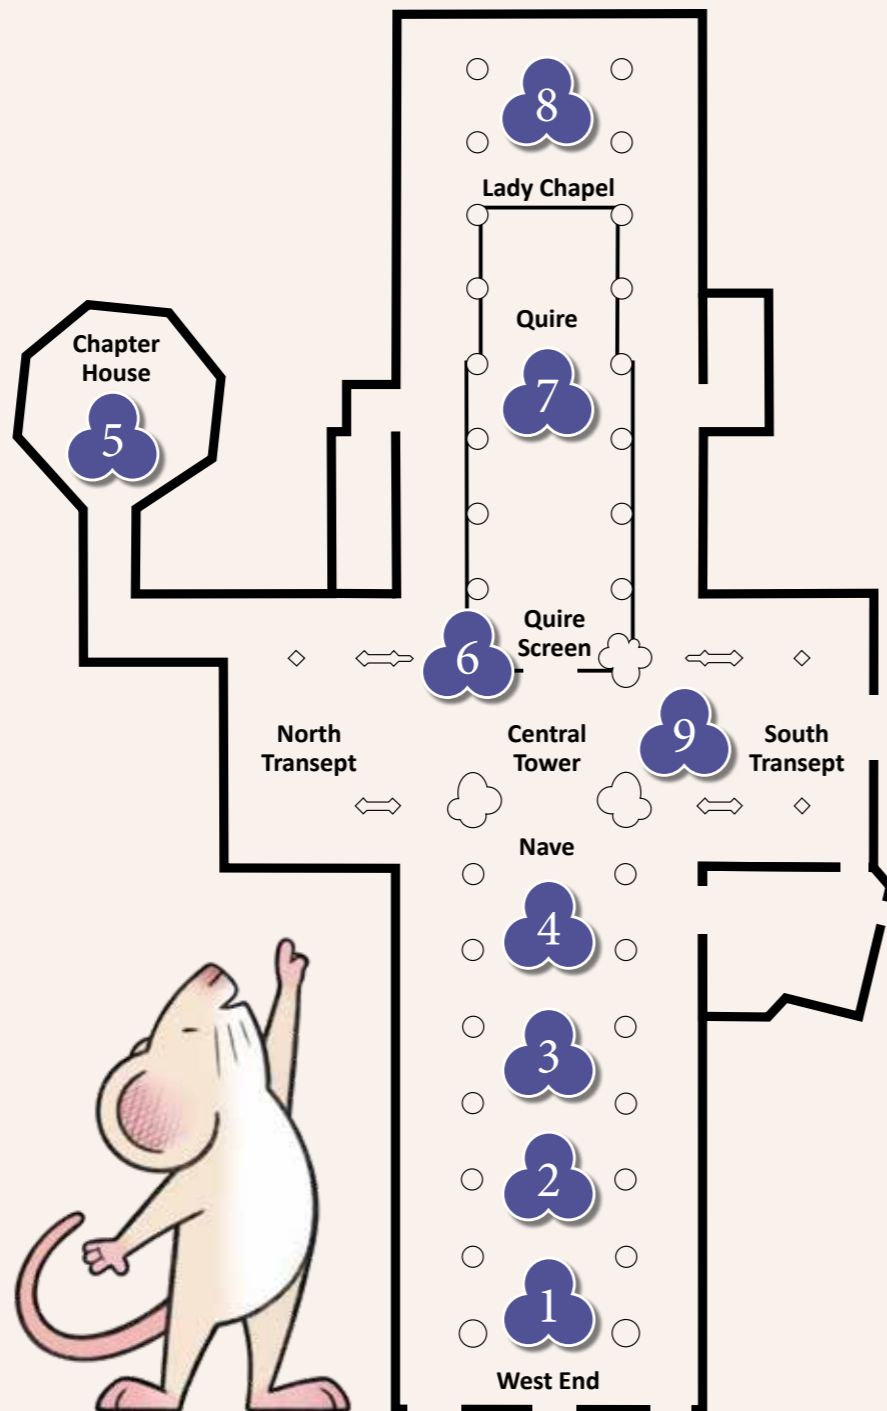 8
Lady Chapel
Quire
7
Chapter
House
5
Quire
Screen
6
9
North
Transept
Central
Tower
South
Transept
Nave
4
3
2
1
West End